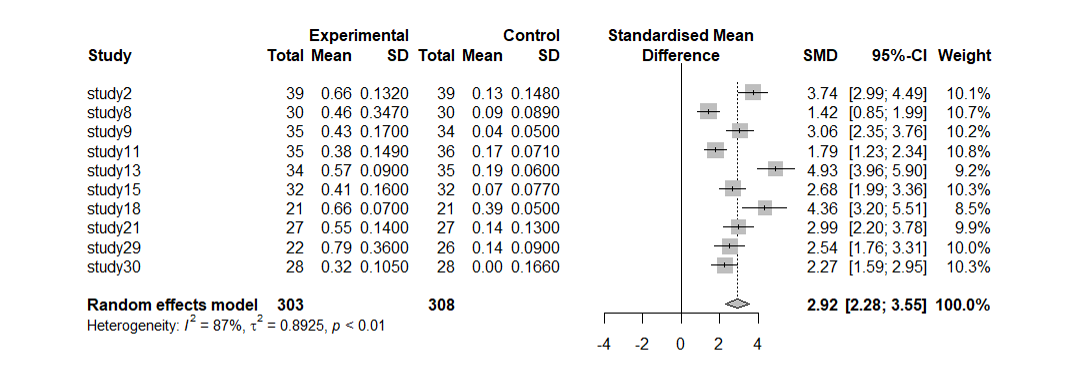 Experimental Control Standardised Mean
Study Total Mean SD Total Mean SD Difference SMD 95%-CI Weight
study2 39 0.66 0.1320 39 0.13 0.1480 3.74 [2.99; 4.49] 10.1%
study8 30 0.46 0.3470 30 0.09 0.0890 1.42 [0.85; 1.99] 10.7%
study9 35 0.43 0.1700 34 0.04 0.0500 3.06 [2.35; 3.76] 10.2%
study11 35 0.38 0.1490 36 0.17 0.0710 1.79 [1.23; 2.34] 10.8%
study13 34 0.57 0.0900 35 0.19 0.0600 4.93 [3.96; 5.90] 9.2%
study15 32 0.41 0.1600 32 0.07 0.0770 2.68 [1.99; 3.36] 10.3%
study18 21 0.66 0.0700 21 0.39 0.0500 4.36 [3.20; 5.51] 8.5%
study21 27 0.55 0.1400 27 0.14 0.1300 2.99 [2.20; 3.78] 9.9%
study29 22 0.79 0.3600 26 0.14 0.0900 2.54 [1.76; 3.31] 10.0%
study30 28 0.32 0.1050 28 0.00 0.1660 2.27 [1.59; 2.95] 10.3%
Random effects model 303 308 2.92 [2.28; 3.55] 100.0%
Heterogeneity: I² = 87%, τ² = 0.8925, p < 0.01
-4 -2 0 2 4